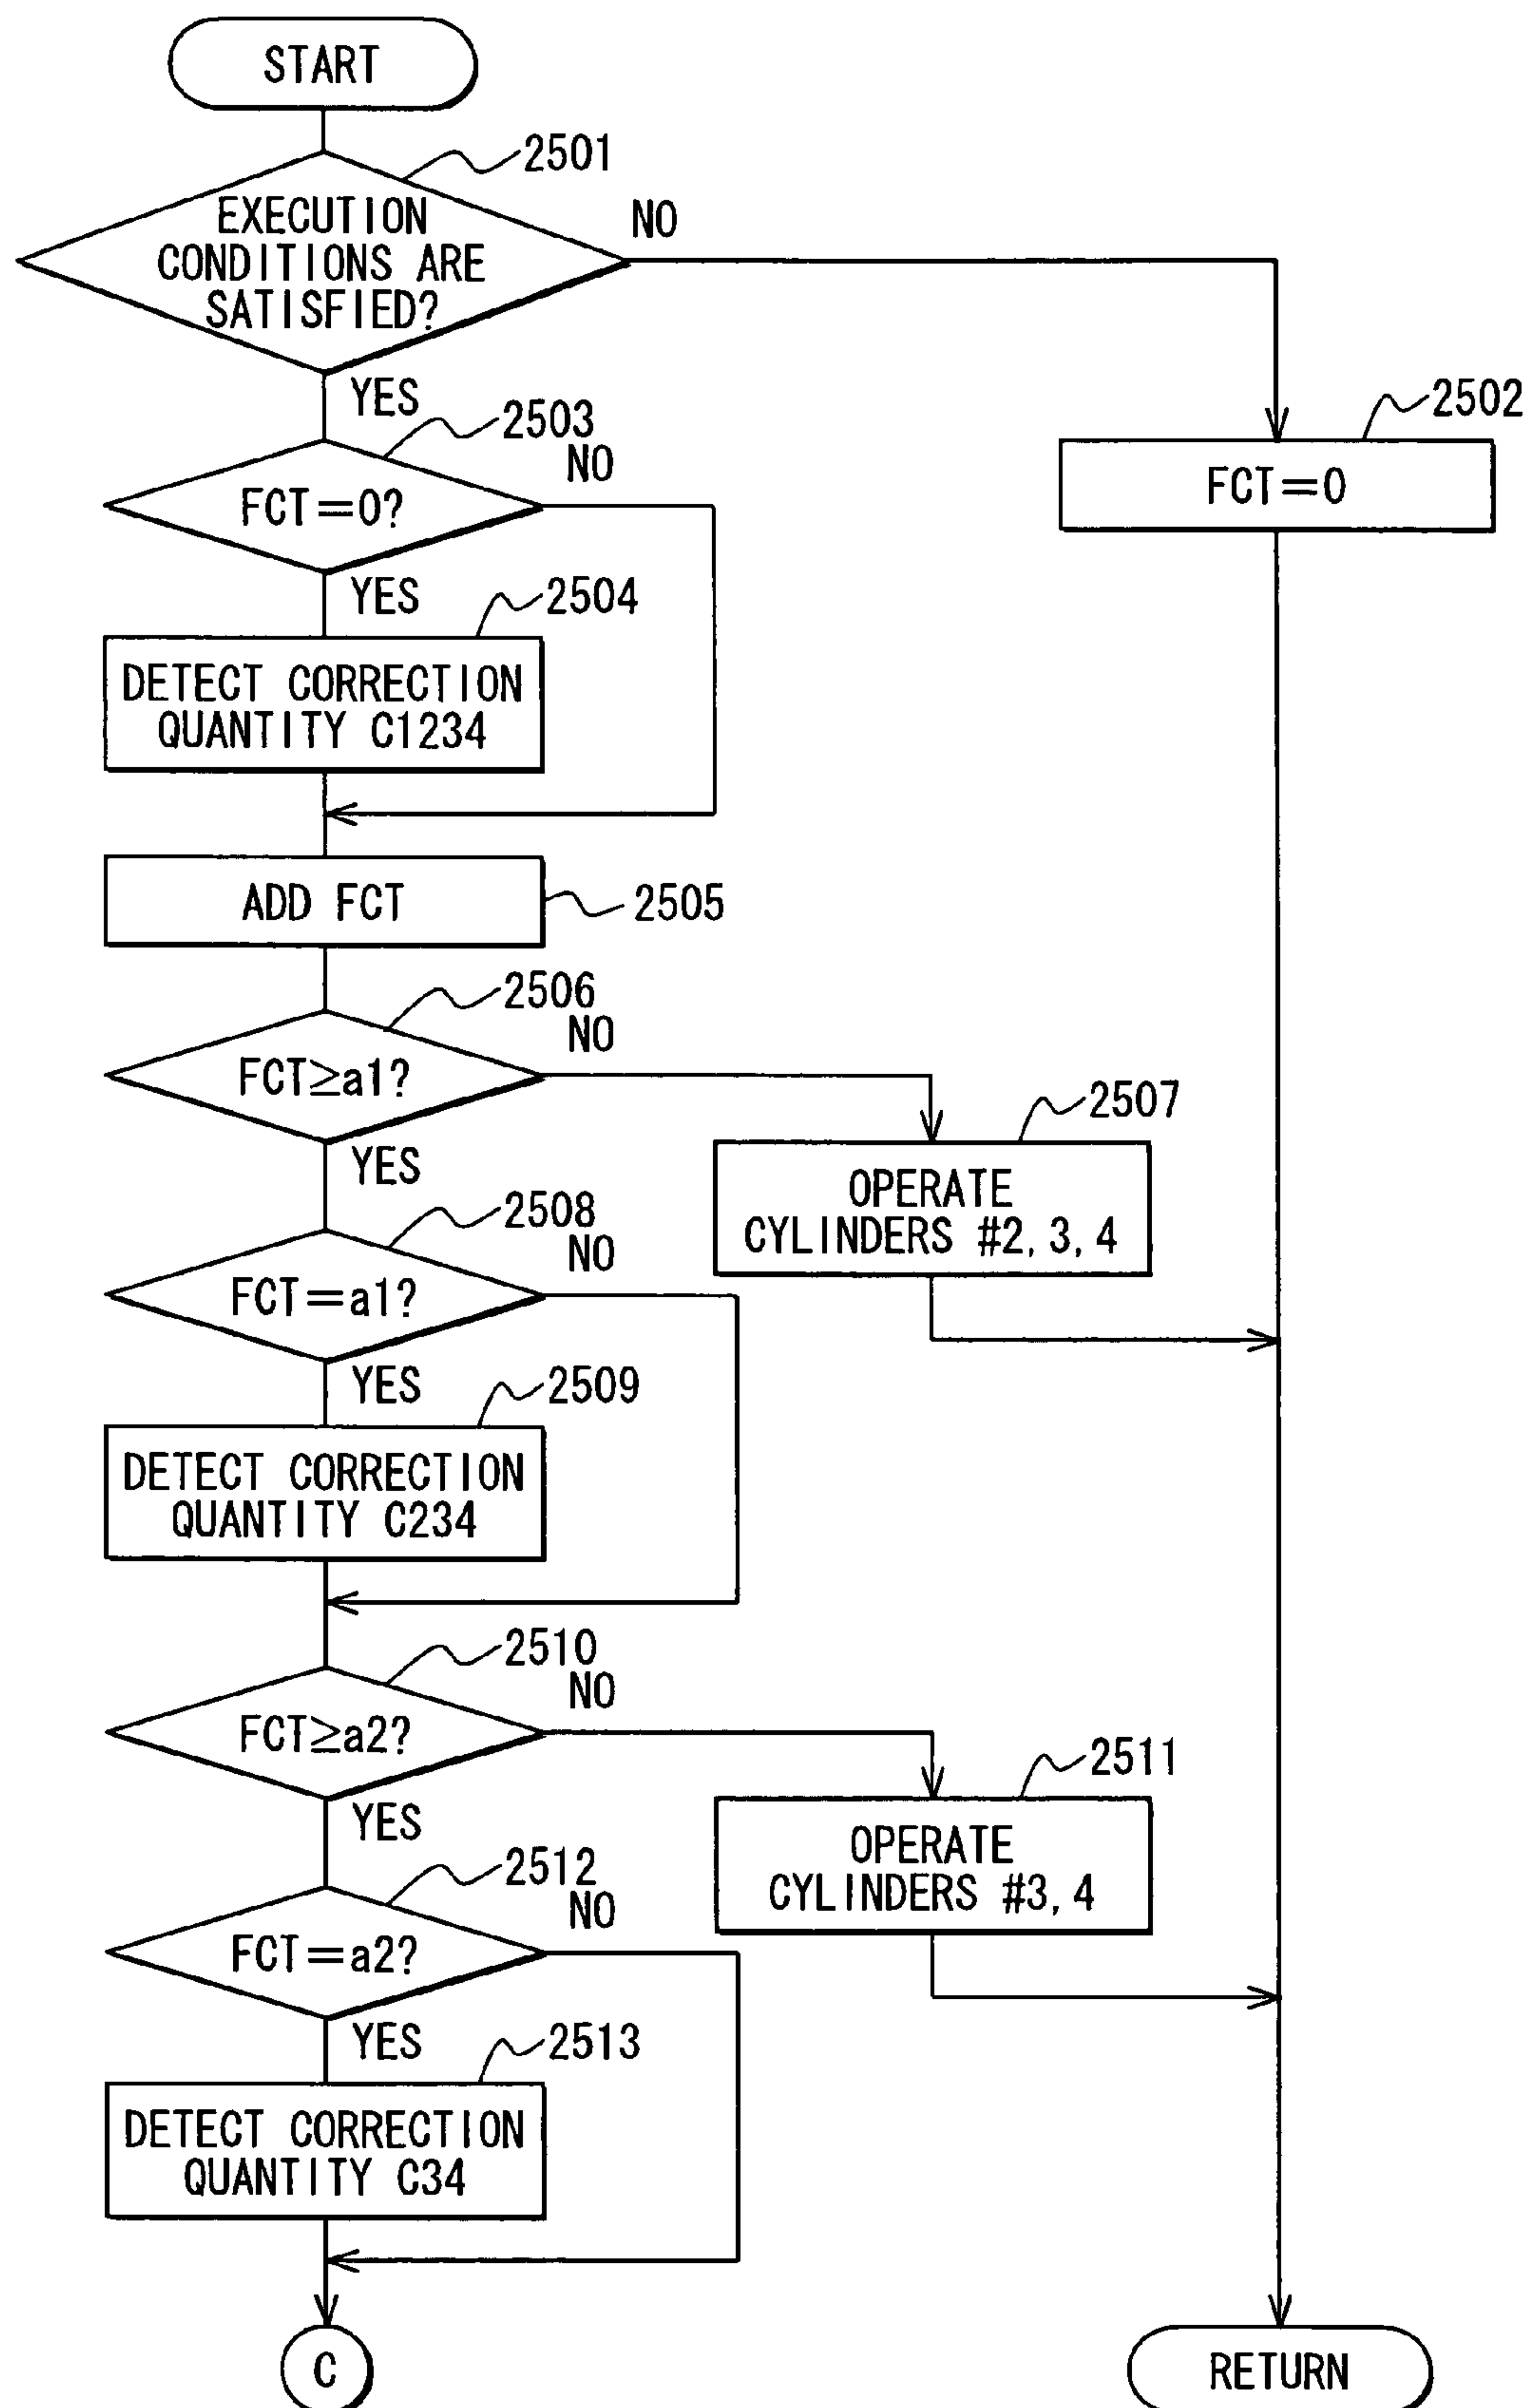 START
2501
EXECUTION
CONDITIONS ARE
SATISFIED?
NO
YES
2502
FCT=0
2503
NO
FCT=0?
YES
2504
DETECT CORRECTION
QUANTITY C1234
ADD FCT
2505
2506
NO
FCT≥a1?
YES
2507
OPERATE
CYLINDERS #2, 3, 4
2508
NO
FCT=a1?
YES
2509
DETECT CORRECTION
QUANTITY C234
2510
NO
FCT≥a2?
YES
2511
OPERATE
CYLINDERS #3, 4
2512
NO
FCT=a2?
YES
2513
DETECT CORRECTION
QUANTITY C34
C
RETURN